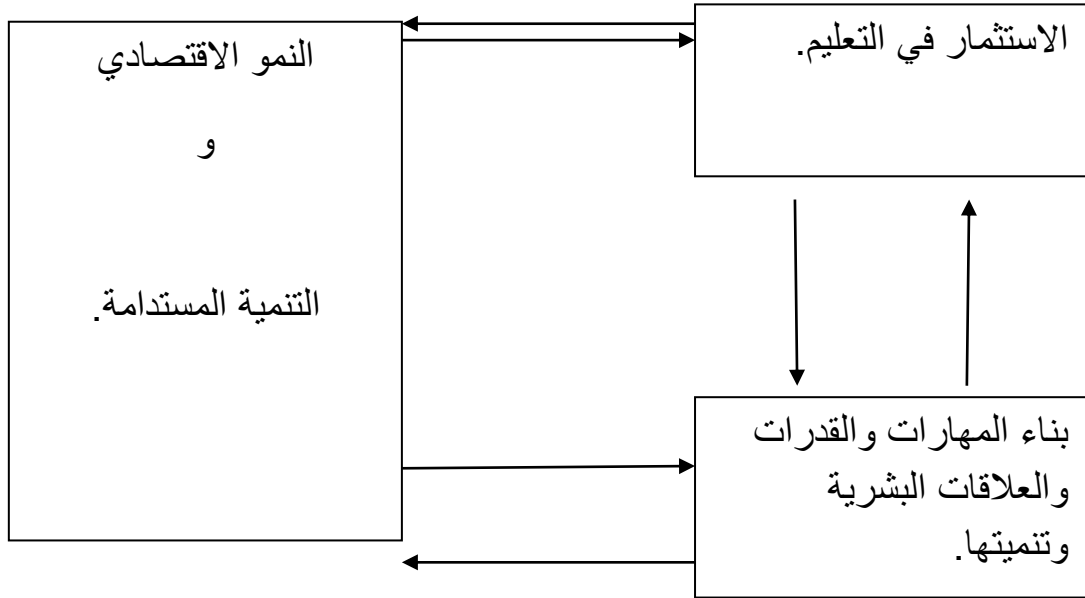 الاستثمار في التعليم.
النمو الاقتصادي
و
التنمية المستدامة.
بناء المهارات والقدرات
والعلاقات البشرية
وتنميتها.